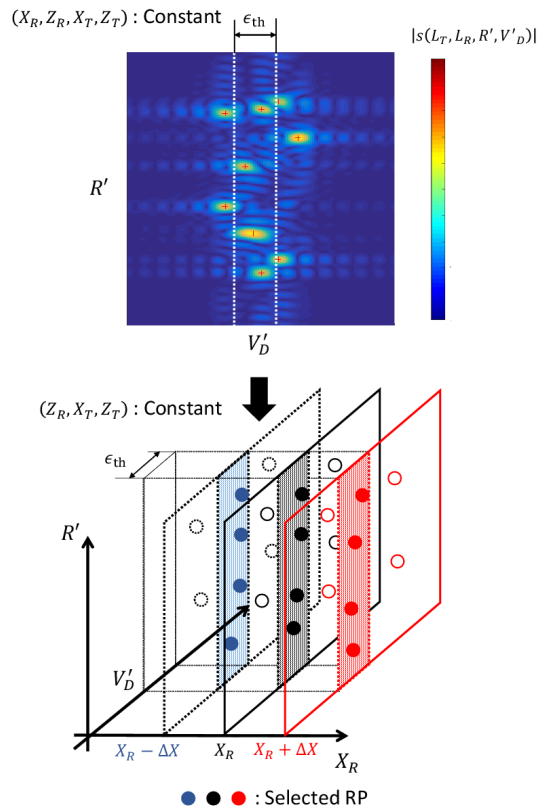 (X_R, Z_R, X_T, Z_T) : Constant
ϵ_th
|s(L_T, L_R, R′, V′_D)|
R′
V′_D
(Z_R, X_T, Z_T) : Constant
ϵ_th
R′
V′_D
X_R − ΔX
X_R
X_R + ΔX
X_R
: Selected RP